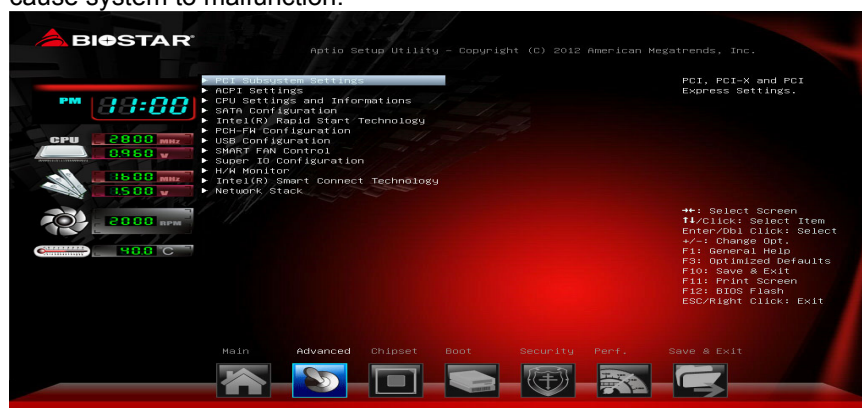 cause system to malfunction.
BIOSTAR
Aptio Setup Utility – Copyright (C) 2012 American Megatrends, Inc.
▶ PCI Subsystem Settings
▶ ACPI Settings
▶ CPU Settings and Informations
▶ SATA Configuration
▶ Intel(R) Rapid Start Technology
▶ PCH-FW Configuration
▶ USB Configuration
▶ SMART FAN Control
▶ Super IO Configuration
▶ H/W Monitor
▶ Intel(R) Smart Connect Technology
▶ Network Stack
PCI, PCI-X and PCI
Express Settings.
PM 11:00
CPU 2800 MHz
0.960 V
1600 MHz
1.500 V
2000 RPM
40.0 C
→←: Select Screen
↑↓/Click: Select Item
Enter/Dbl Click: Select
+/-: Change Opt.
F1: General Help
F3: Optimized Defaults
F10: Save & Exit
F11: Print Screen
F12: BIOS Flash
ESC/Right Click: Exit
Main Advanced Chipset Boot Security Perf. Save & Exit